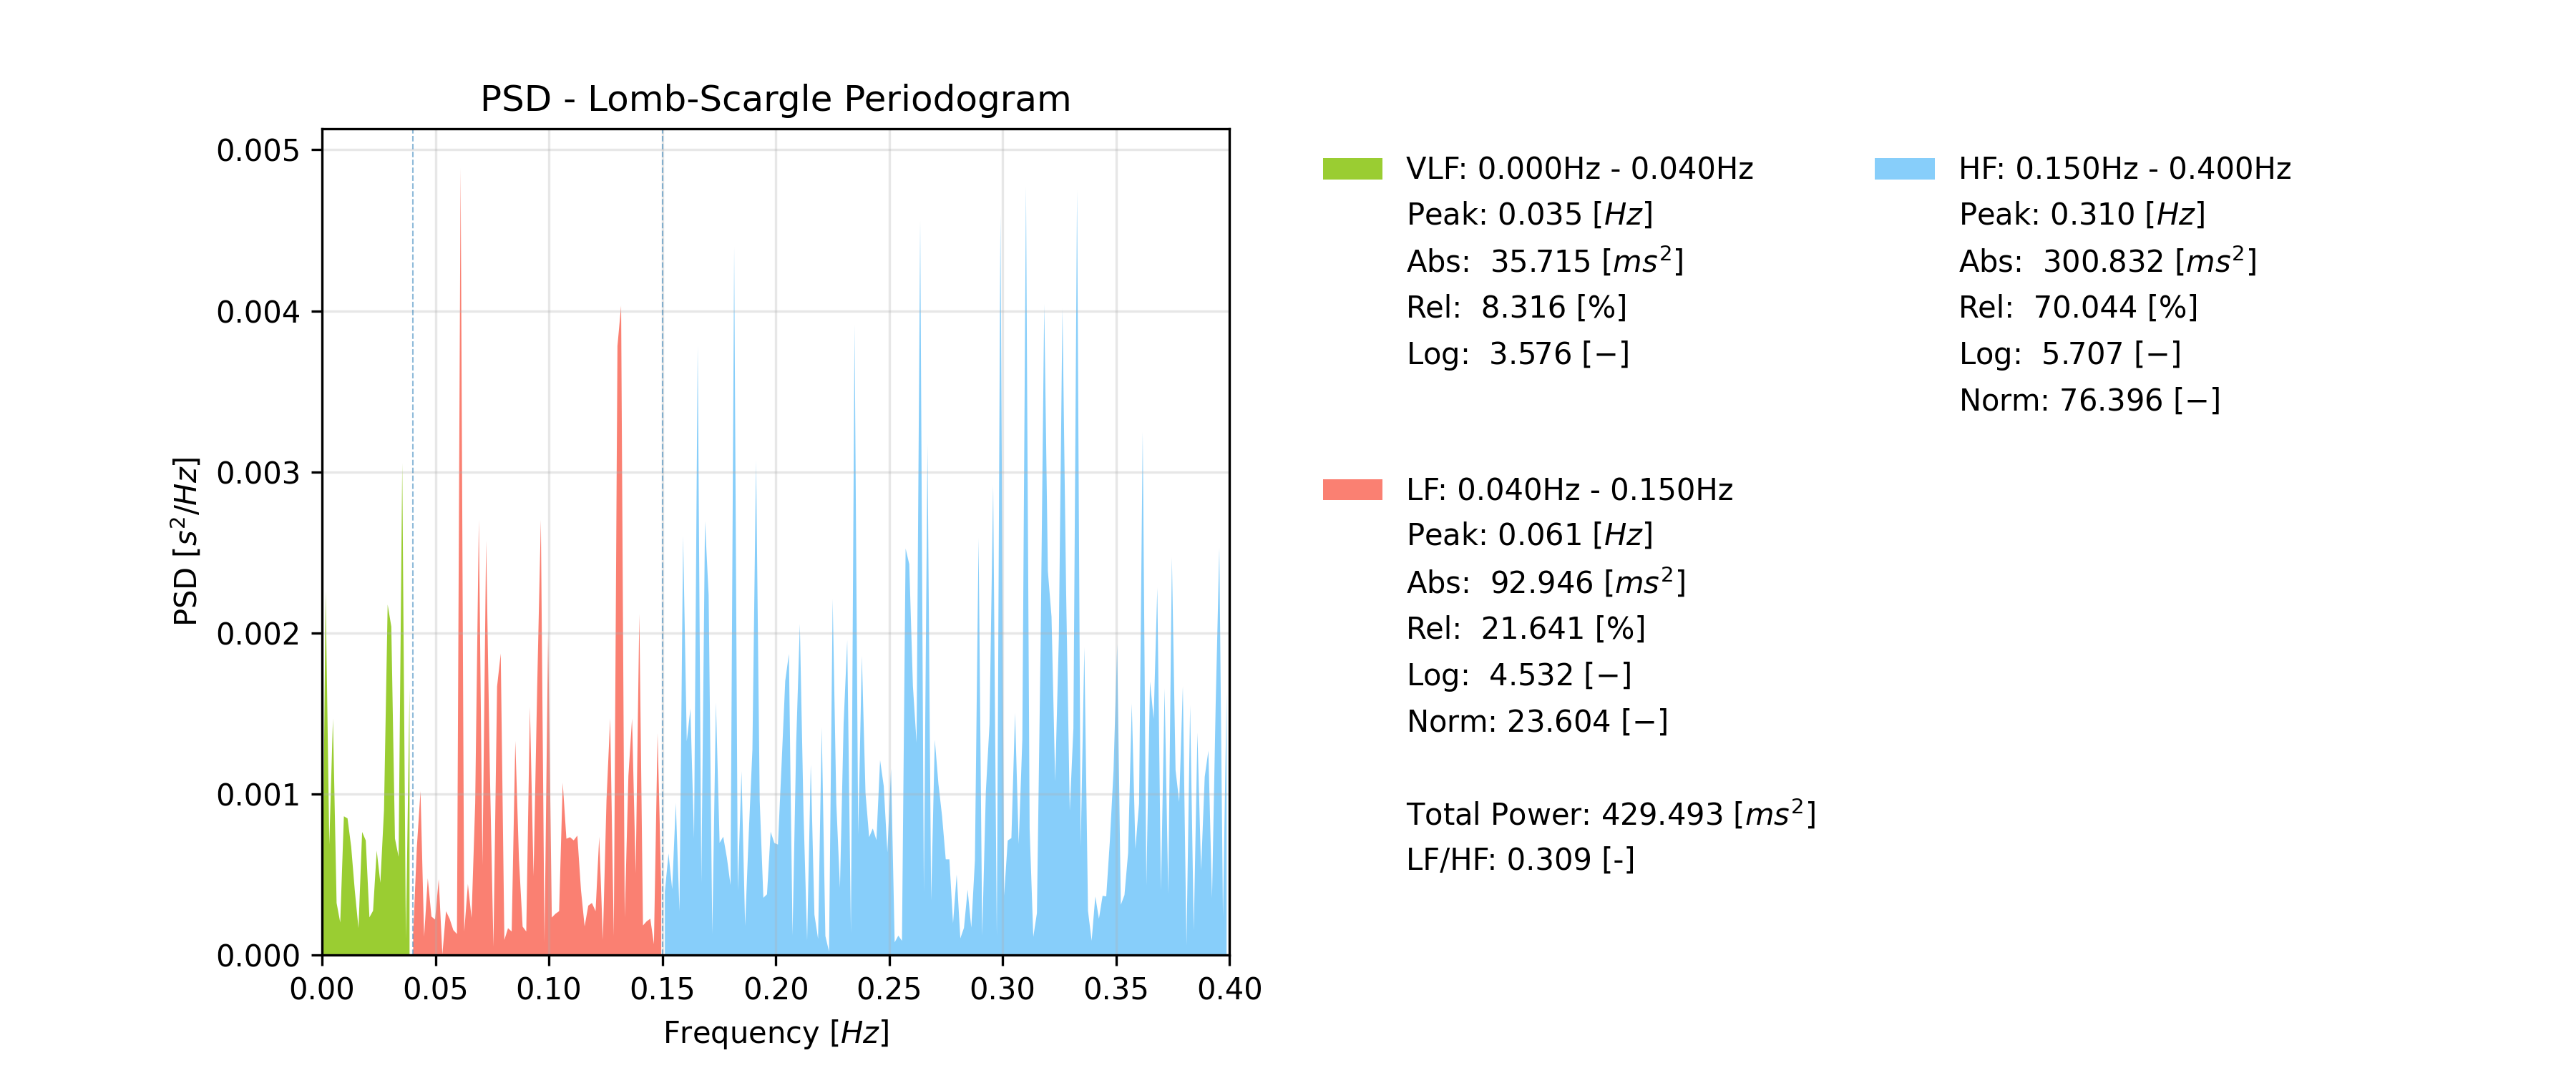 PSD - Lomb-Scargle Periodogram
PSD [s²/Hz]
0.005
0.004
0.003
0.002
0.001
0.000
0.00 0.05 0.10 0.15 0.20 0.25 0.30 0.35 0.40
Frequency [Hz]
VLF: 0.000Hz - 0.040Hz
Peak: 0.035 [Hz]
Abs: 35.715 [ms²]
Rel: 8.316 [%]
Log: 3.576 [−]
LF: 0.040Hz - 0.150Hz
Peak: 0.061 [Hz]
Abs: 92.946 [ms²]
Rel: 21.641 [%]
Log: 4.532 [−]
Norm: 23.604 [−]
Total Power: 429.493 [ms²]
LF/HF: 0.309 [-]
HF: 0.150Hz - 0.400Hz
Peak: 0.310 [Hz]
Abs: 300.832 [ms²]
Rel: 70.044 [%]
Log: 5.707 [−]
Norm: 76.396 [−]